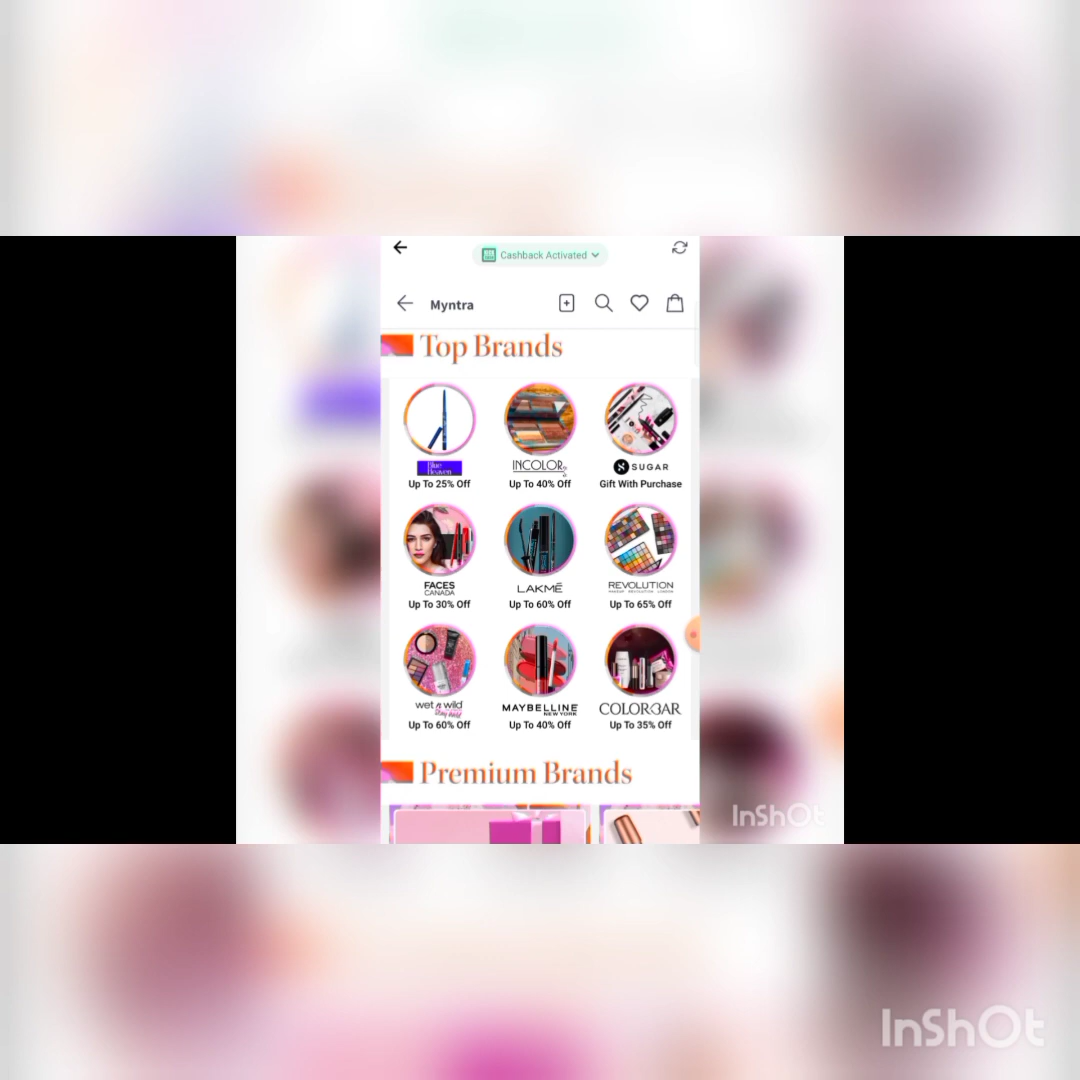 Cashback Activated
Myntra
Top Brands
Blue Heaven
INCOLOR
SUGAR
Up To 25% Off
Up To 40% Off
Gift With Purchase
FACES CANADA
LAKMÉ
REVOLUTION
Up To 30% Off
Up To 60% Off
Up To 65% Off
wet n wild
Stay Wild
MAYBELLINE
NEW YORK
COLORBAR
Up To 60% Off
Up To 40% Off
Up To 35% Off
Premium Brands
InShOt
InShOt